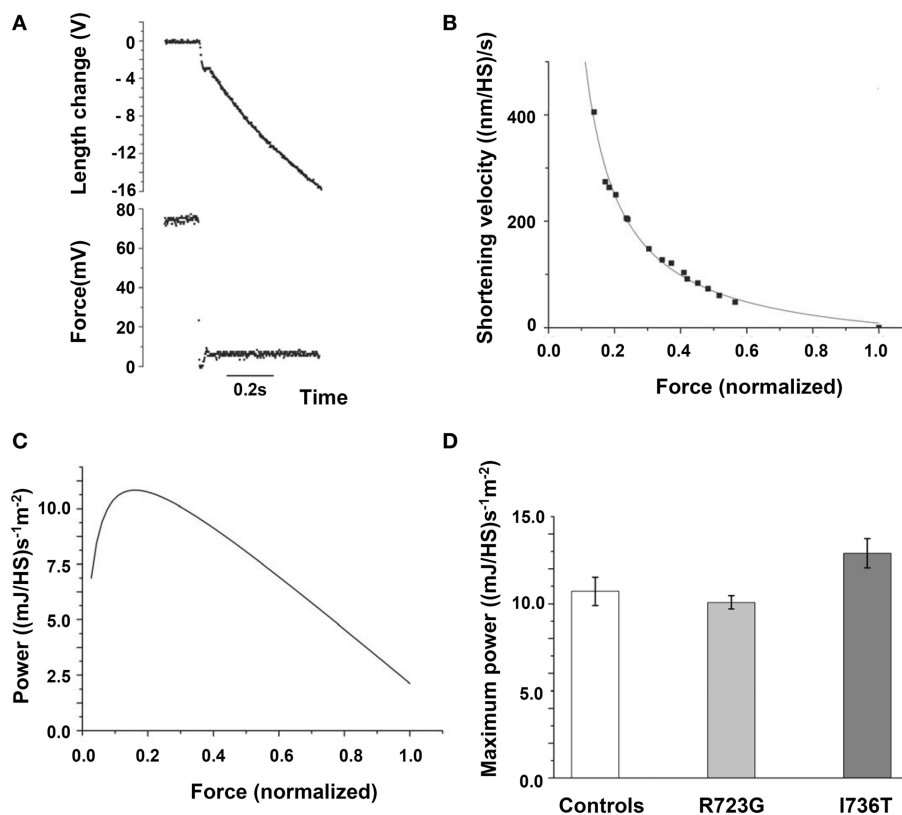 A
Length change (V)
0
- 4
-8
-12
-16
Force(mV)
80
60
40
20
0
0.2s
Time
B
Shortening velocity ((nm/HS)/s)
400
200
0
0.0
0.2
0.4
0.6
0.8
1.0
Force (normalized)
C
Power ((mJ/HS)s⁻¹m⁻²)
10.0
7.5
5.0
2.5
0.0
0.0
0.2
0.4
0.6
0.8
1.0
Force (normalized)
D
Maximum power ((mJ/HS)s⁻¹m⁻²)
15.0
10.0
5.0
0.0
Controls
R723G
I736T